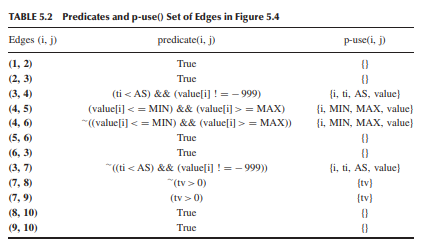 TABLE 5.2 Predicates and p-use() Set of Edges in Figure 5.4
Edges (i, j) predicate(i, j) p-use(i, j)
(1, 2) True {}
(2, 3) True {}
(3, 4) (ti < AS) && (value[i] ! = − 999) {i, ti, AS, value}
(4, 5) (value[i] < = MIN) && (value[i] > = MAX) {i, MIN, MAX, value}
(4, 6) ~((value[i] < = MIN) && (value[i] > = MAX)) {i, MIN, MAX, value}
(5, 6) True {}
(6, 3) True {}
(3, 7) ~((ti < AS) && (value[i] ! = − 999)) {i, ti, AS, value}
(7, 8) ~(tv > 0) {tv}
(7, 9) (tv > 0) {tv}
(8, 10) True {}
(9, 10) True {}